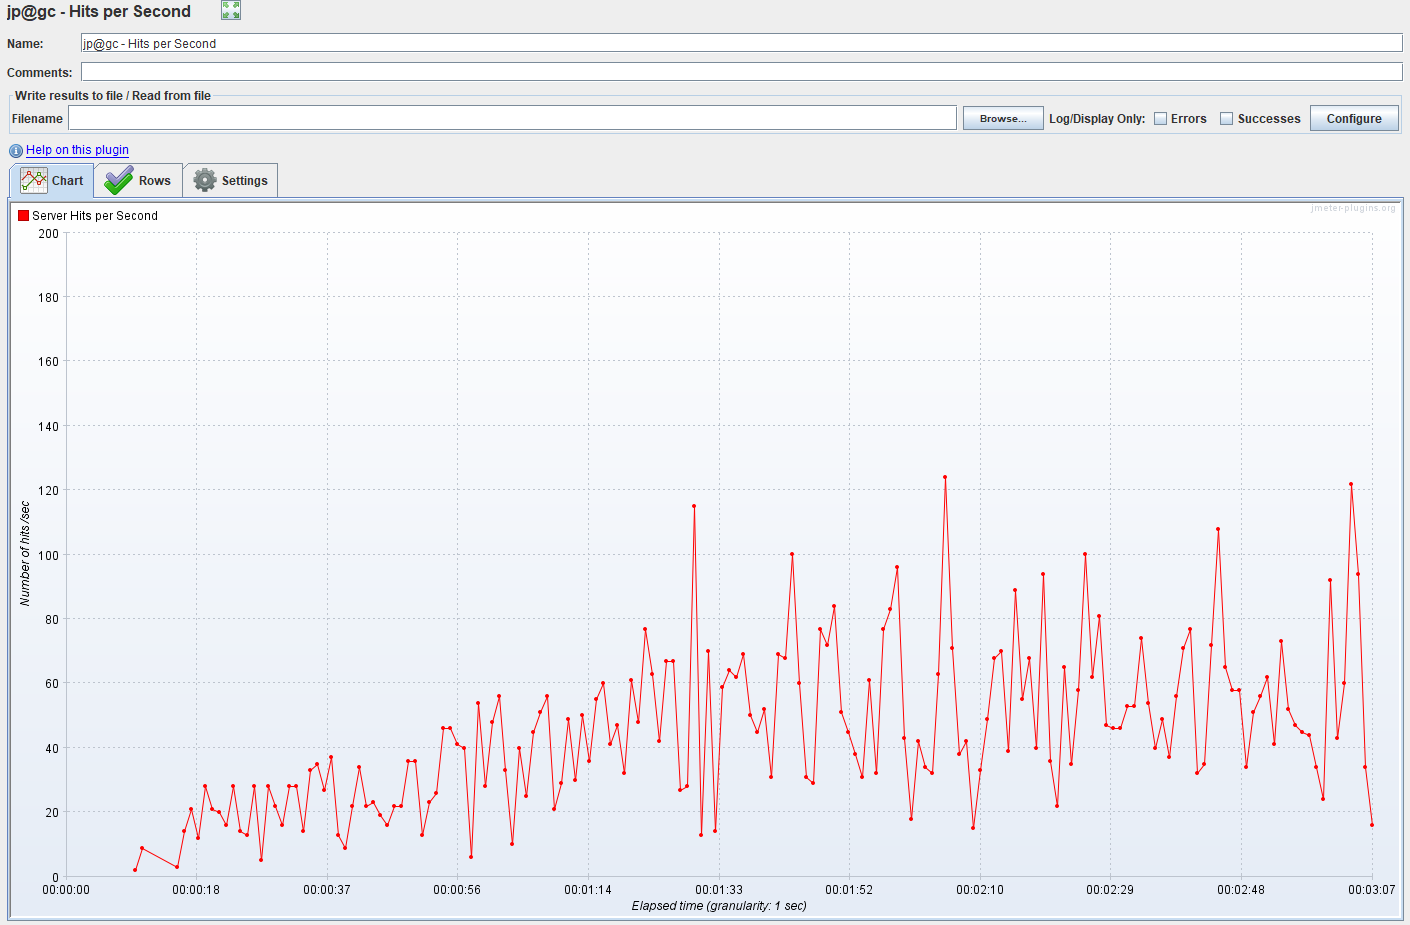 jp@gc - Hits per Second
Name: jp@gc - Hits per Second
Comments:
Write results to file / Read from file
Filename Browse... Log/Display Only: Errors Successes Configure
Help on this plugin
Chart Rows Settings
jmeter-plugins.org
Server Hits per Second
200
180
160
140
120
100
80
60
40
20
0
Number of hits /sec
00:00:00 00:00:18 00:00:37 00:00:56 00:01:14 00:01:33 00:01:52 00:02:10 00:02:29 00:02:48 00:03:07
Elapsed time (granularity: 1 sec)